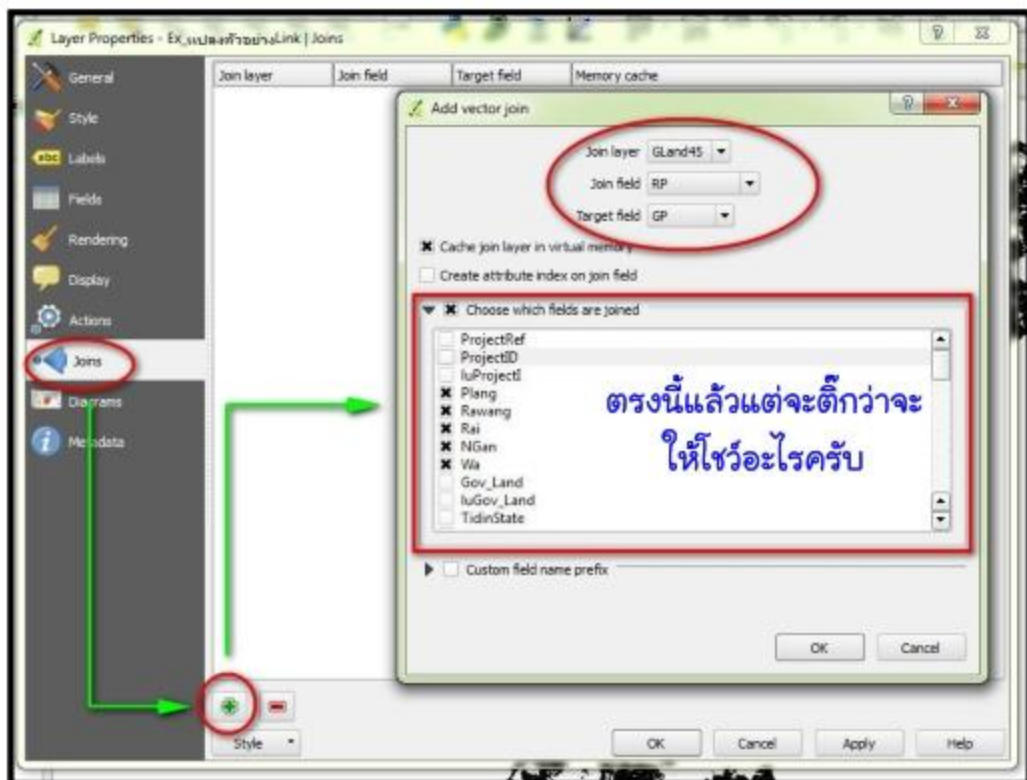 Layer Properties - Ex_แปลงตัวอย่างLink | Joins
General
Style
Labels
Fields
Rendering
Display
Actions
Joins
Diagrams
Metadata
Join layer Join field Target field Memory cache
Add vector join
Join layer GLand45
Join field RP
Target field GP
Cache join layer in virtual memory
Create attribute index on join field
Choose which fields are joined
ProjectRef
ProjectID
luProjectI
Plang
Rawang
Rai
NGan
Wa
Gov_Land
luGov_Land
TidinState
ตรงนี้แล้วแต่จะติ๊กว่าจะ
ให้โชว์อะไรครับ
Custom field name prefix
OK Cancel
Style
OK Cancel Apply Help